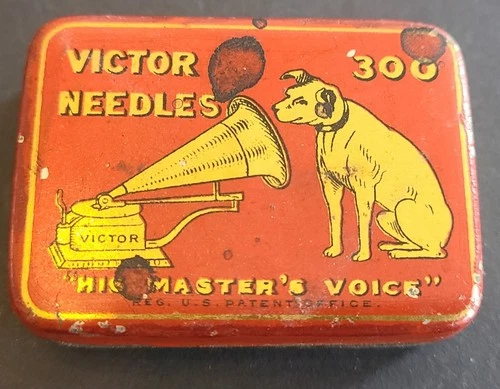 VICTOR 300
NEEDLES
VICTOR
"HIS MASTER'S VOICE"
REG. U.S. PATENT OFFICE.